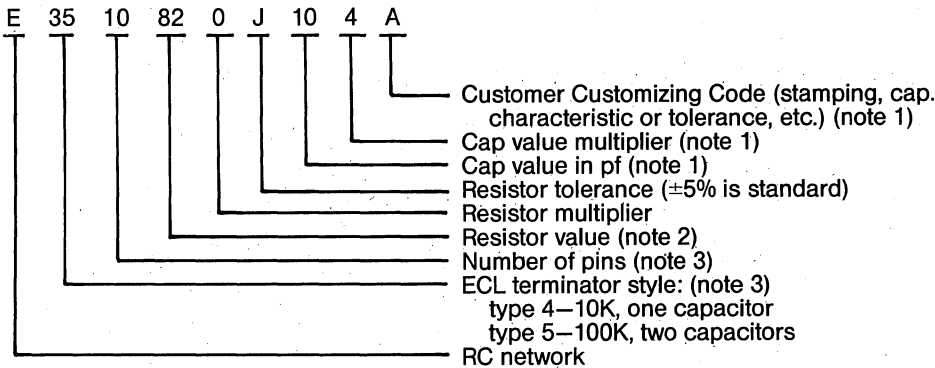 E 35 10 82 0 J 10 4 A
Customer Customizing Code (stamping, cap.
characteristic or tolerance, etc.) (note 1)
Cap value multiplier (note 1)
Cap value in pf (note 1)
Resistor tolerance (±5% is standard)
Resistor multiplier
Resistor value (note 2)
Number of pins (note 3)
ECL terminator style: (note 3)
type 4—10K, one capacitor
type 5—100K, two capacitors
RC network